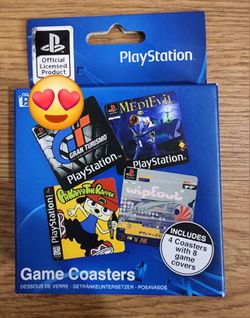 Official
Licensed
Product
PlayStation
GRAN TURISMO
PlayStation
MEDIEVIL
PlayStation
PARAPPA THE RAPPER
wipEout
INCLUDES
4 Coasters
with 8
game
covers
Game Coasters
DESSOUS DE VERRE - GETRÄNKEUNTERSETZER - POSAVASOS